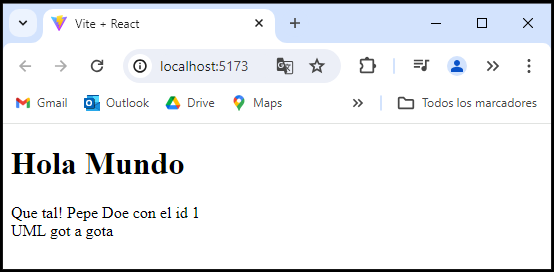 Vite + React
localhost:5173
Gmail Outlook Drive Maps Todos los marcadores
Hola Mundo
Que tal! Pepe Doe con el id 1
UML got a gota